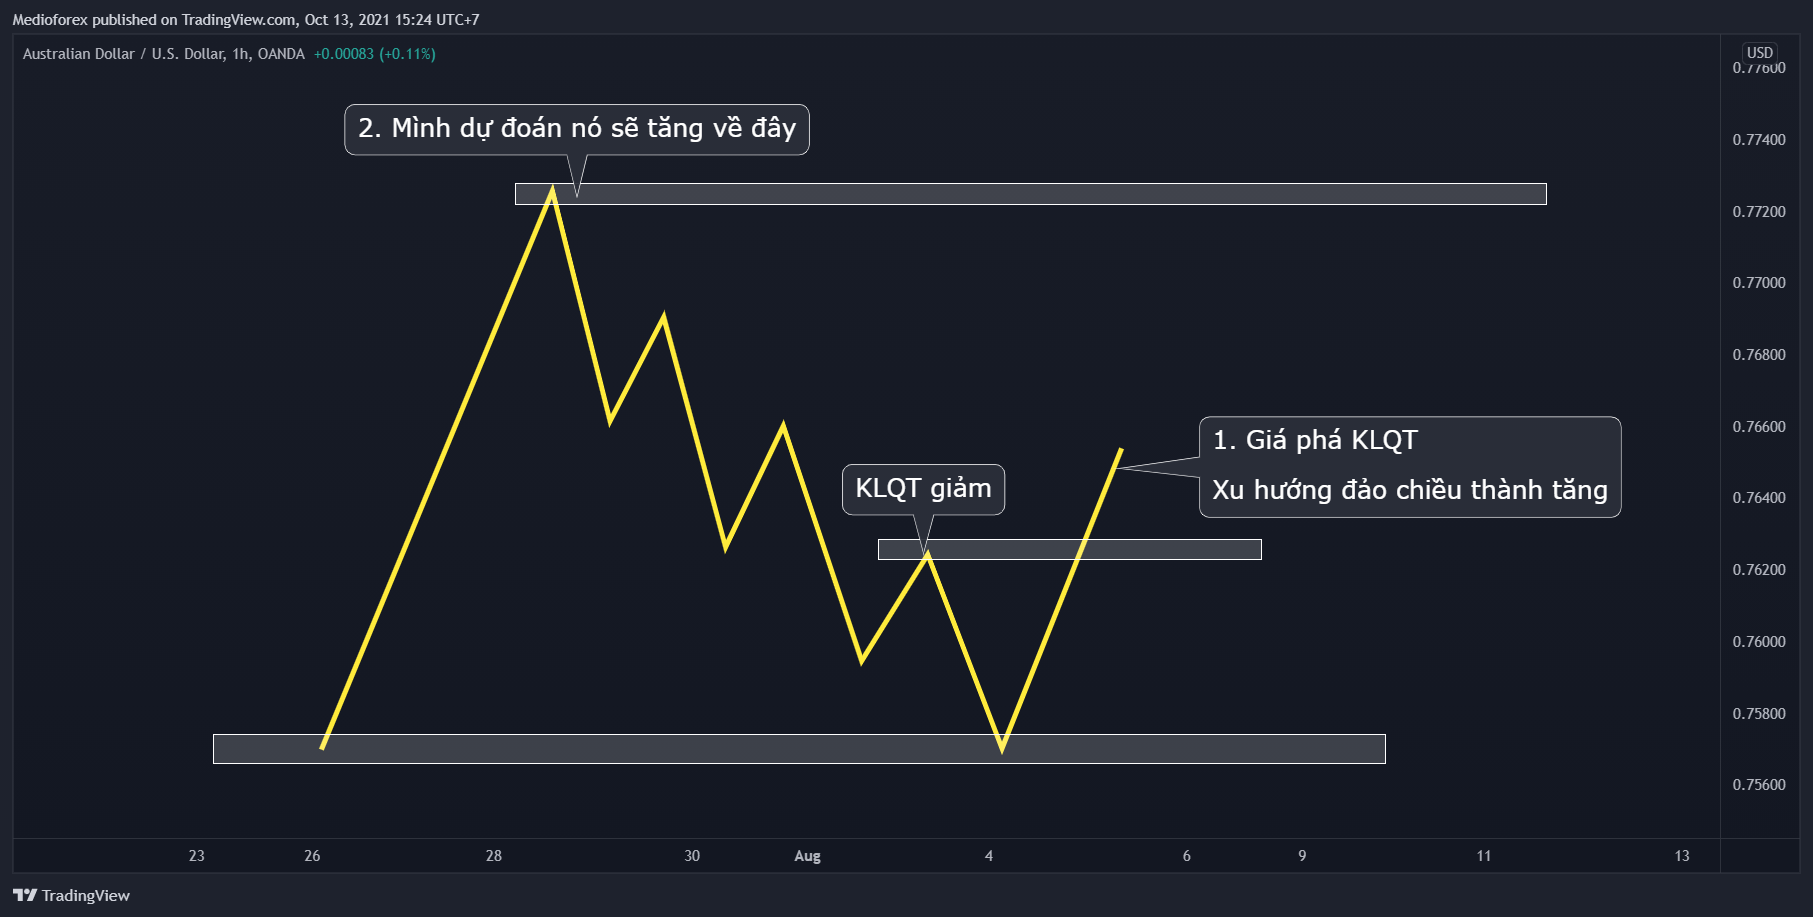 Medioforex published on TradingView.com, Oct 13, 2021 15:24 UTC+7
Australian Dollar / U.S. Dollar, 1h, OANDA +0.00083 (+0.11%)
USD
0.77600
2. Mình dự đoán nó sẽ tăng về đây
0.77400
0.77200
0.77000
0.76800
0.76600
1. Giá phá KLQT
Xu hướng đảo chiều thành tăng
KLQT giảm
0.76400
0.76200
0.76000
0.75800
0.75600
23 26 28 30 Aug 4 6 9 11 13
TradingView